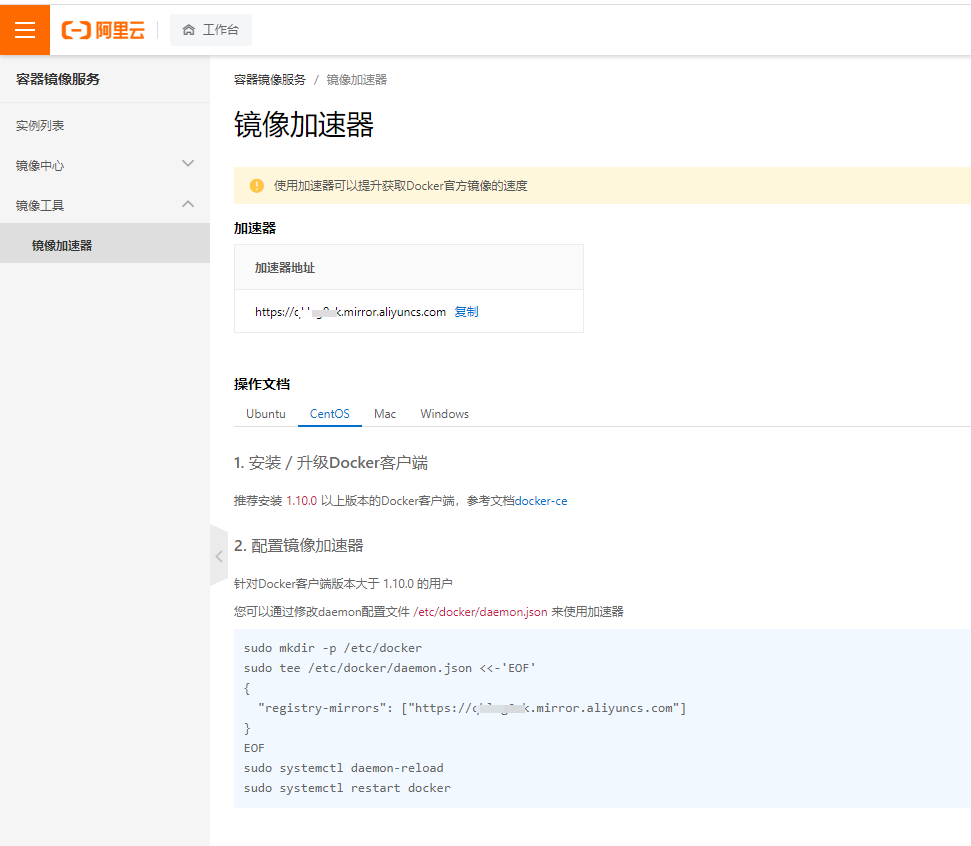 阿里云
工作台
容器镜像服务
实例列表
镜像中心
镜像工具
镜像加速器
容器镜像服务 / 镜像加速器
镜像加速器
使用加速器可以提升获取Docker官方镜像的速度
加速器
加速器地址
.mirror.aliyuncs.com 复制
操作文档
Ubuntu CentOS Mac Windows
1. 安装 / 升级Docker客户端
推荐安装 1.10.0 以上版本的Docker客户端，参考文档docker-ce
2. 配置镜像加速器
针对Docker客户端版本大于 1.10.0 的用户
您可以通过修改daemon配置文件 /etc/docker/daemon.json 来使用加速器
sudo mkdir -p /etc/docker
sudo tee /etc/docker/daemon.json <<-'EOF'
{
"registry-mirrors": ["https:// .mirror.aliyuncs.com"]
}
EOF
sudo systemctl daemon-reload
sudo systemctl restart docker